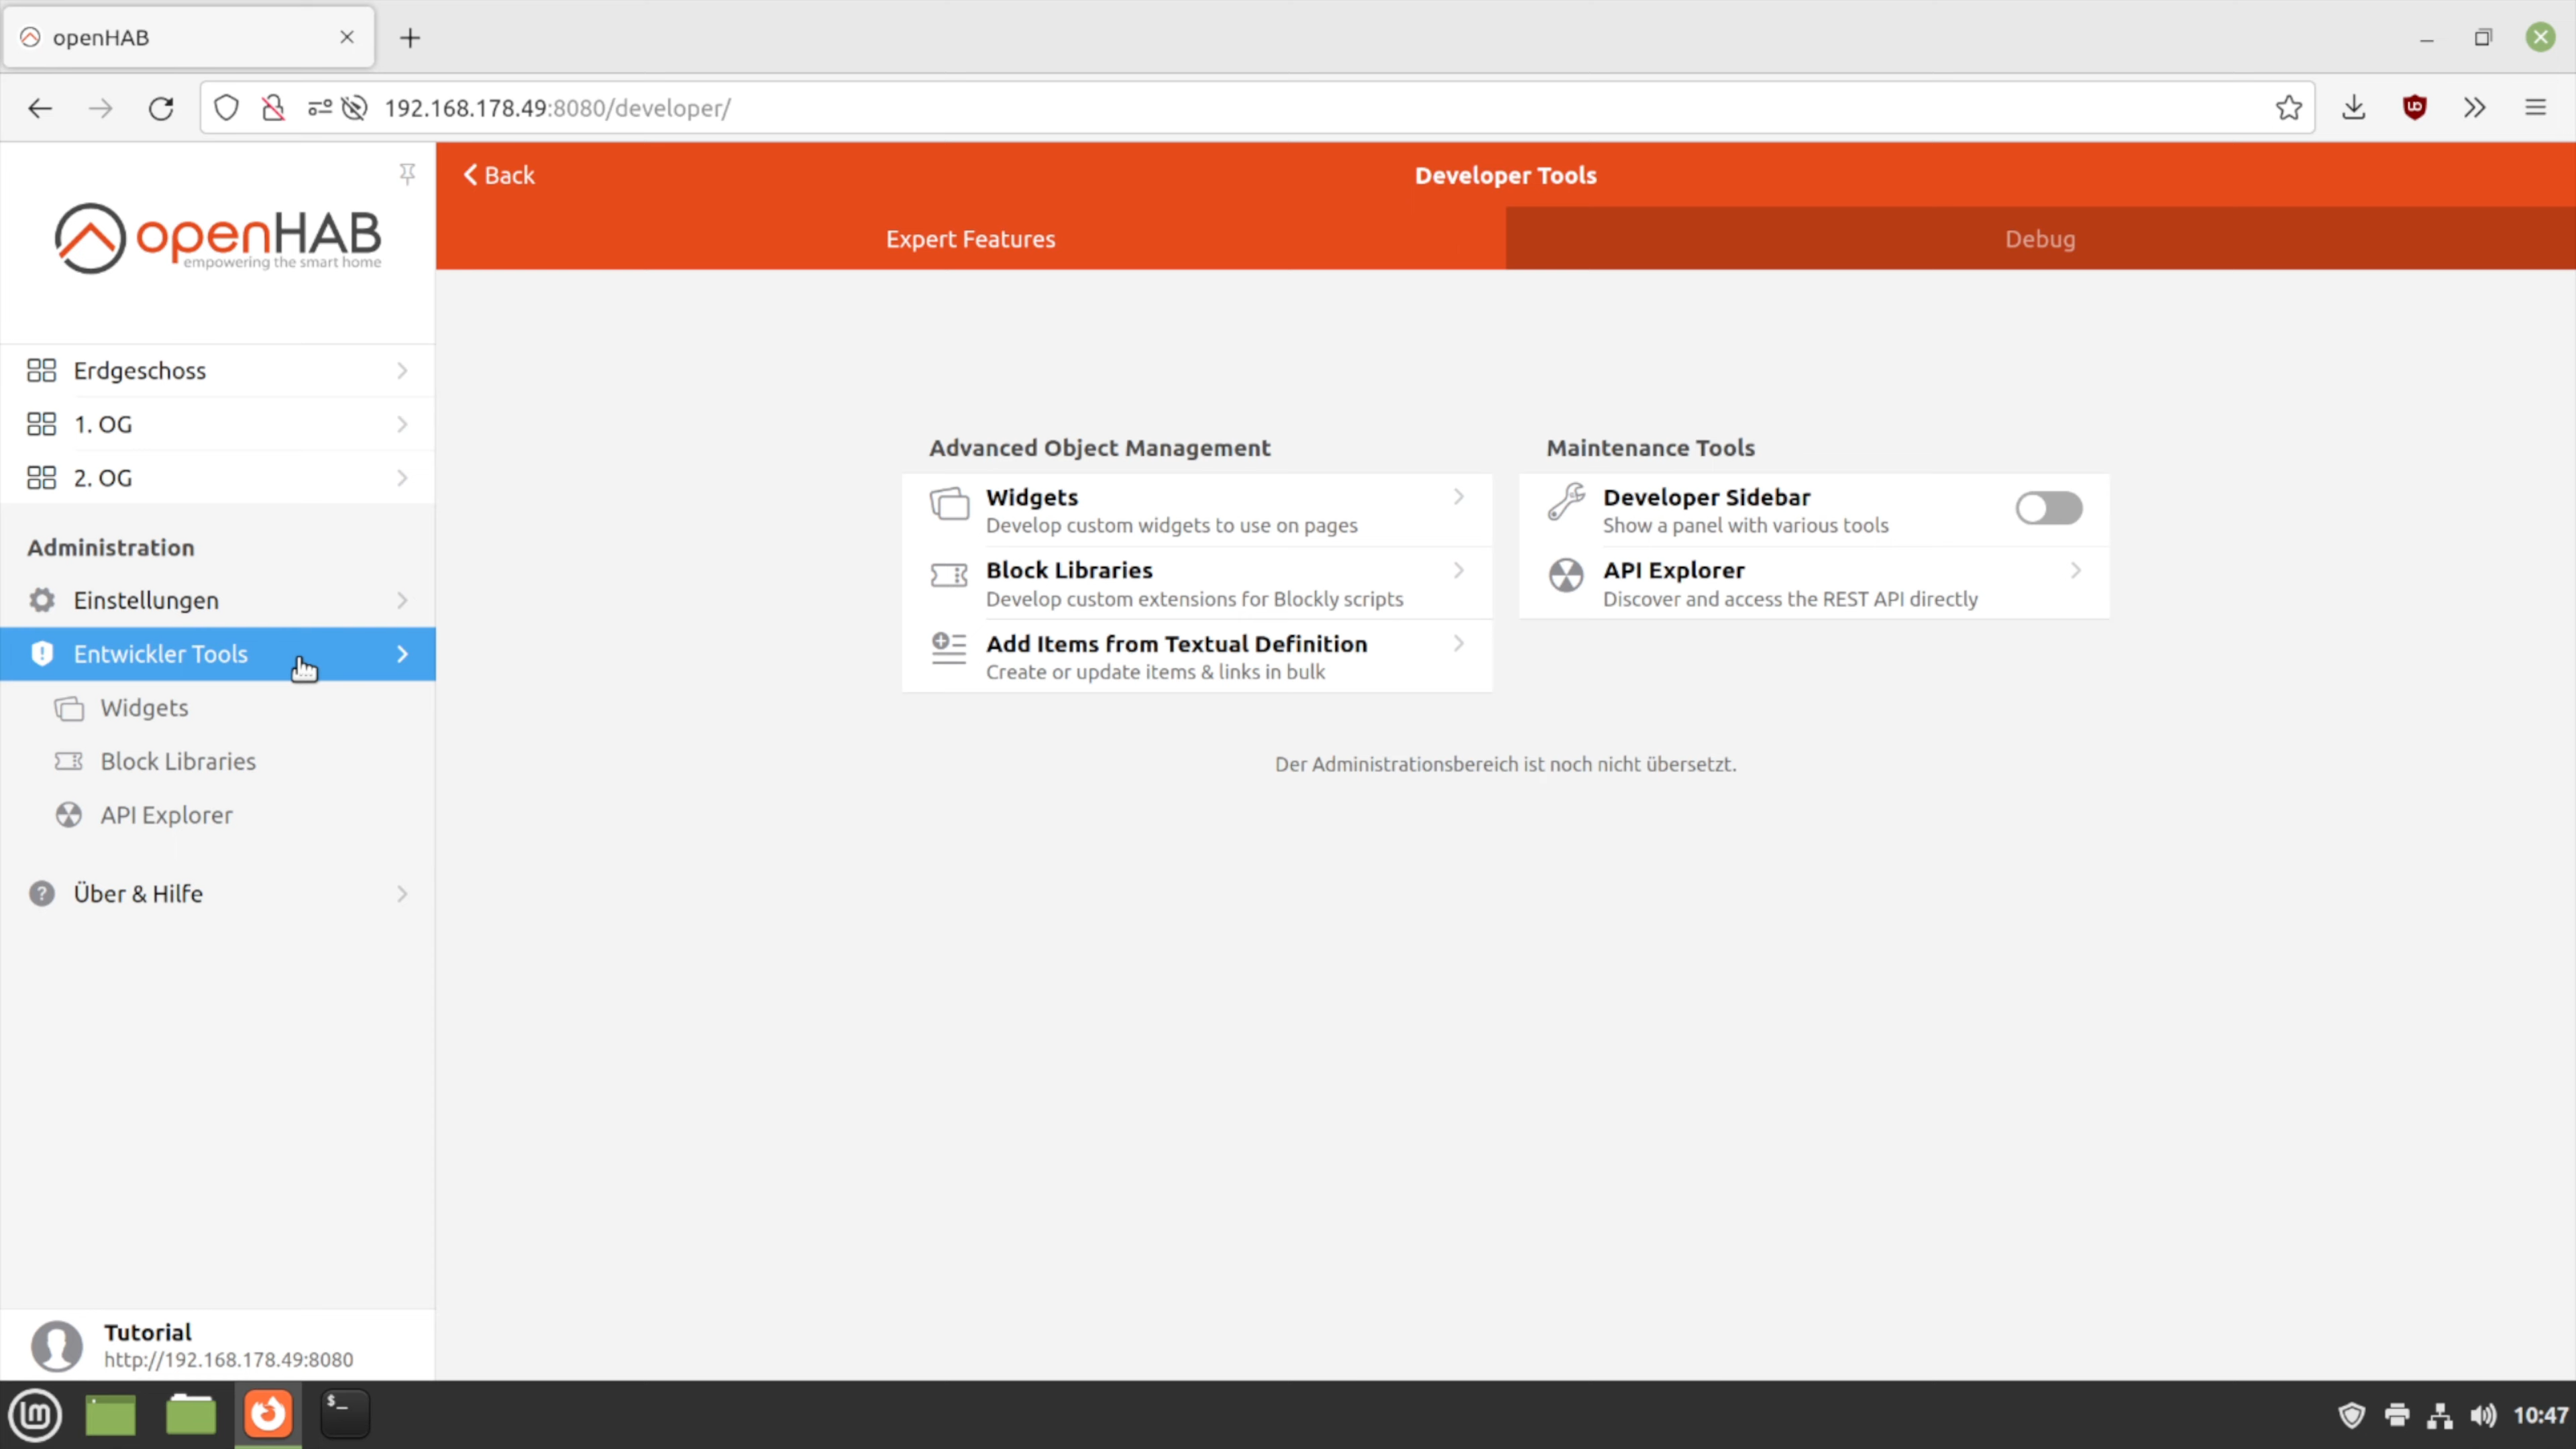 openHAB
192.168.178.49:8080/developer/
openHAB
empowering the smart home
Erdgeschoss
1. OG
2. OG
Administration
Einstellungen
Entwickler Tools
Widgets
Block Libraries
API Explorer
Über & Hilfe
Tutorial
http://192.168.178.49:8080
Back
Developer Tools
Expert Features
Debug
Advanced Object Management
Widgets
Develop custom widgets to use on pages
Block Libraries
Develop custom extensions for Blockly scripts
Add Items from Textual Definition
Create or update items & links in bulk
Maintenance Tools
Developer Sidebar
Show a panel with various tools
API Explorer
Discover and access the REST API directly
Der Administrationsbereich ist noch nicht übersetzt.
$_
10:47